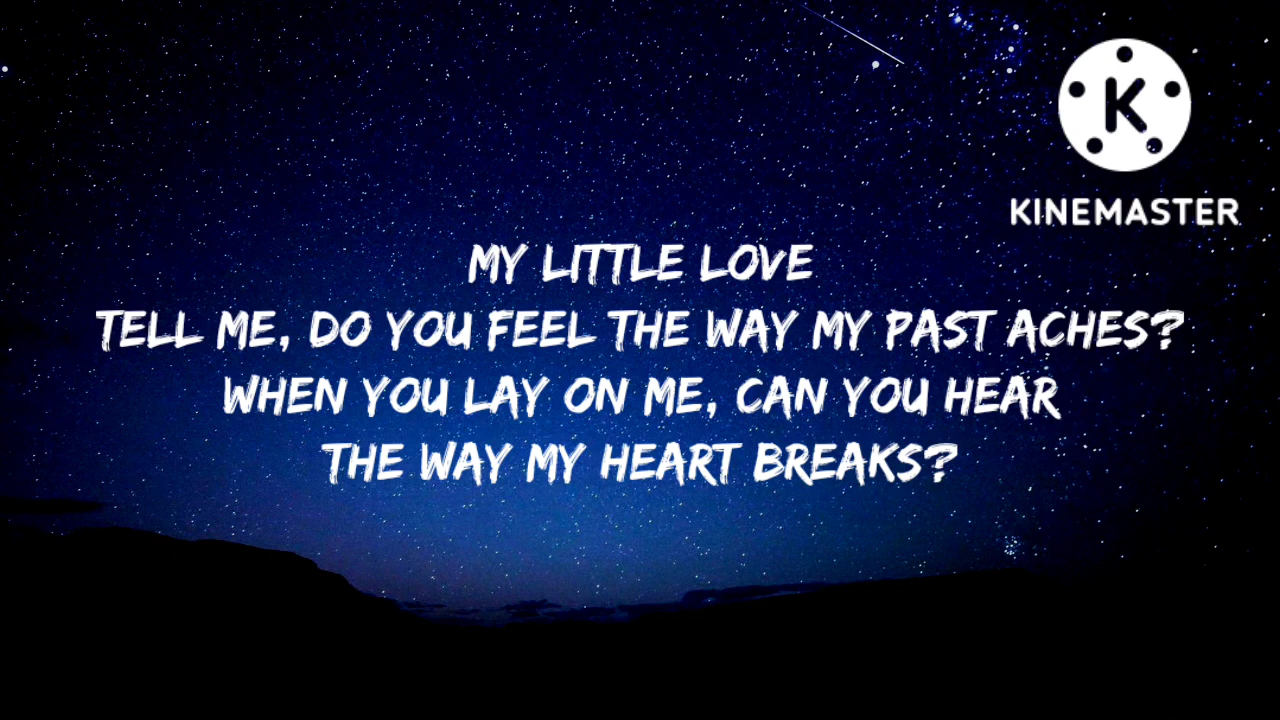 K
KINEMASTER
MY LITTLE LOVE
TELL ME, DO YOU FEEL THE WAY MY PAST ACHES?
WHEN YOU LAY ON ME, CAN YOU HEAR
THE WAY MY HEART BREAKS?